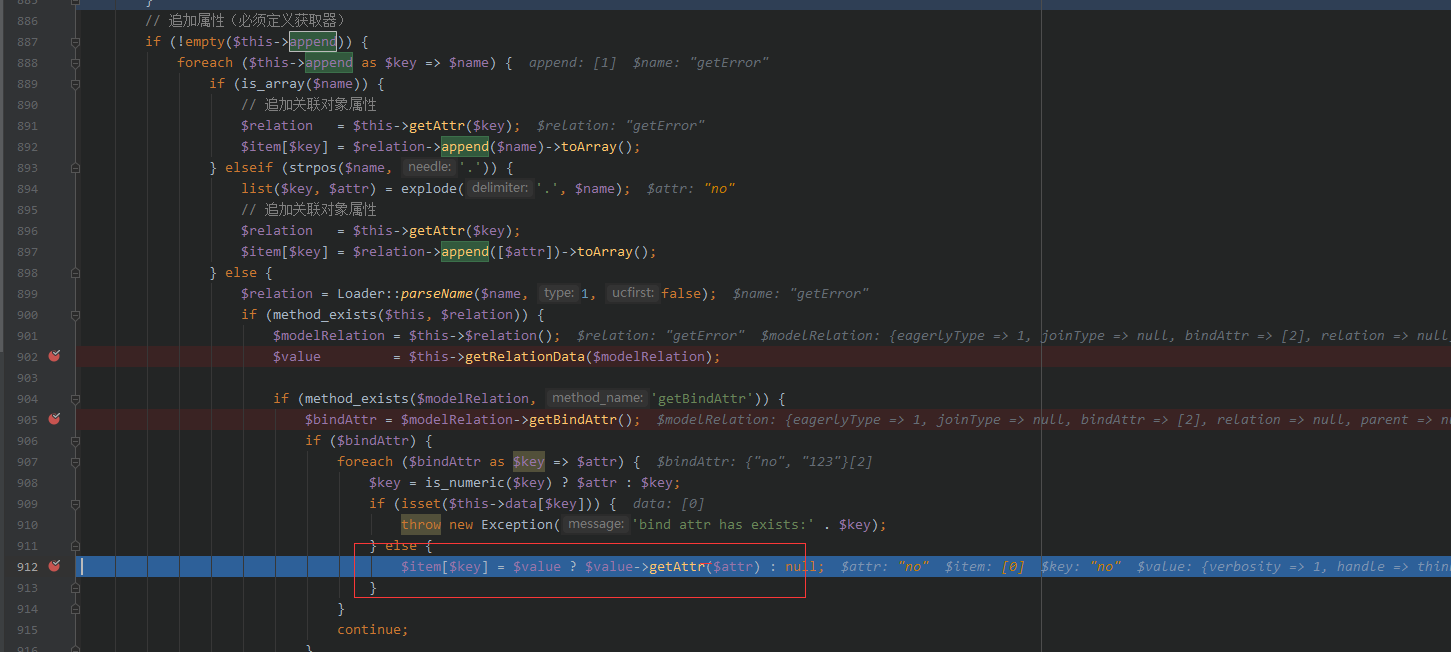 885 }
886 // 追加属性（必须定义获取器）
887 if (!empty($this->append)) {
888 foreach ($this->append as $key => $name) { append: [1] $name: "getError"
889 if (is_array($name)) {
890 // 追加关联对象属性
891 $relation = $this->getAttr($key); $relation: "getError"
892 $item[$key] = $relation->append($name)->toArray();
893 } elseif (strpos($name, needle: '.')) {
894 list($key, $attr) = explode( delimiter: '.', $name); $attr: "no"
895 // 追加关联对象属性
896 $relation = $this->getAttr($key);
897 $item[$key] = $relation->append([$attr])->toArray();
898 } else {
899 $relation = Loader::parseName($name, type: 1, ucfirst: false); $name: "getError"
900 if (method_exists($this, $relation)) {
901 $modelRelation = $this->$relation(); $relation: "getError" $modelRelation: {eagerlyType => 1, joinType => null, bindAttr => [2], relation => null,
902 $value = $this->getRelationData($modelRelation);
903
904 if (method_exists($modelRelation, method_name: 'getBindAttr')) {
905 $bindAttr = $modelRelation->getBindAttr(); $modelRelation: {eagerlyType => 1, joinType => null, bindAttr => [2], relation => null, parent => n
906 if ($bindAttr) {
907 foreach ($bindAttr as $key => $attr) { $bindAttr: {"no", "123"}[2]
908 $key = is_numeric($key) ? $attr : $key;
909 if (isset($this->data[$key])) { data: [0]
910 throw new Exception( message: 'bind attr has exists:' . $key);
911 } else {
912 $item[$key] = $value ? $value->getAttr($attr) : null; $attr: "no" $item: [0] $key: "no" $value: {verbosity => 1, handle => thin
913 }
914 }
915 continue;
916 }